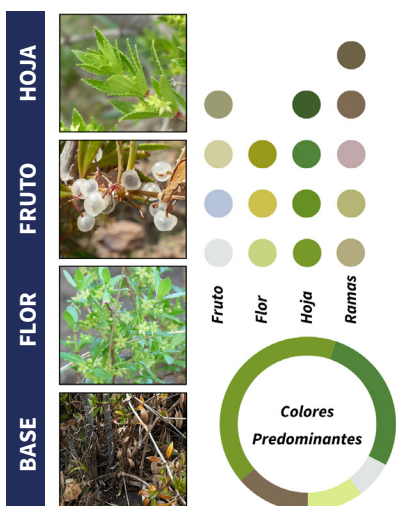 HOJA
FRUTO
FLOR
BASE
Fruto
Flor
Hoja
Ramas
Colores
Predominantes